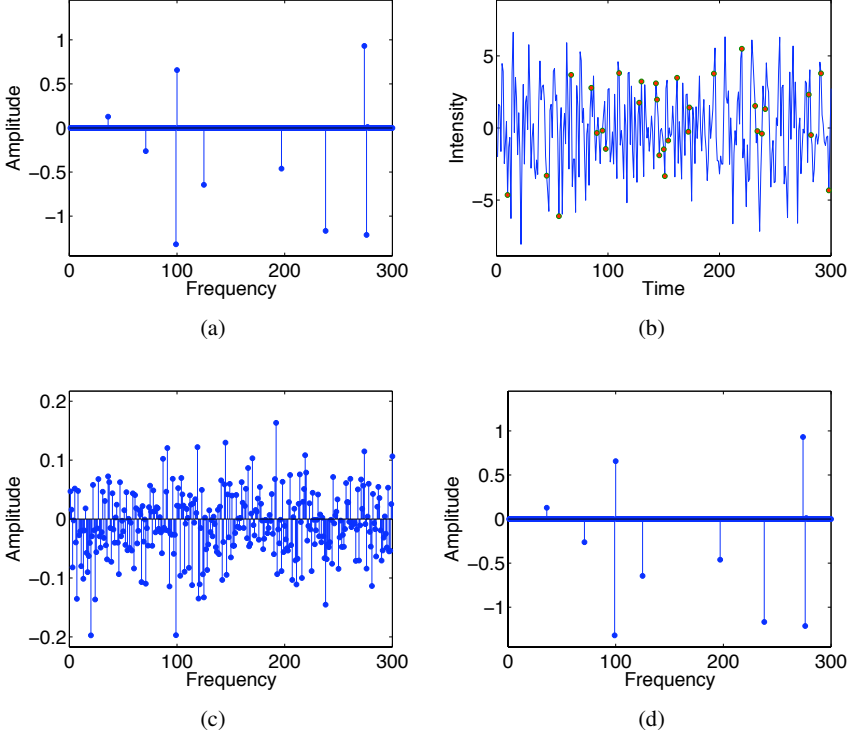 1
0.5
0
−0.5
−1
Amplitude
0 100 200 300
Frequency
(a)
5
0
−5
Intensity
0 100 200 300
Time
(b)
0.2
0.1
0
−0.1
−0.2
Amplitude
0 100 200 300
Frequency
(c)
1
0.5
0
−0.5
−1
Amplitude
0 100 200 300
Frequency
(d)